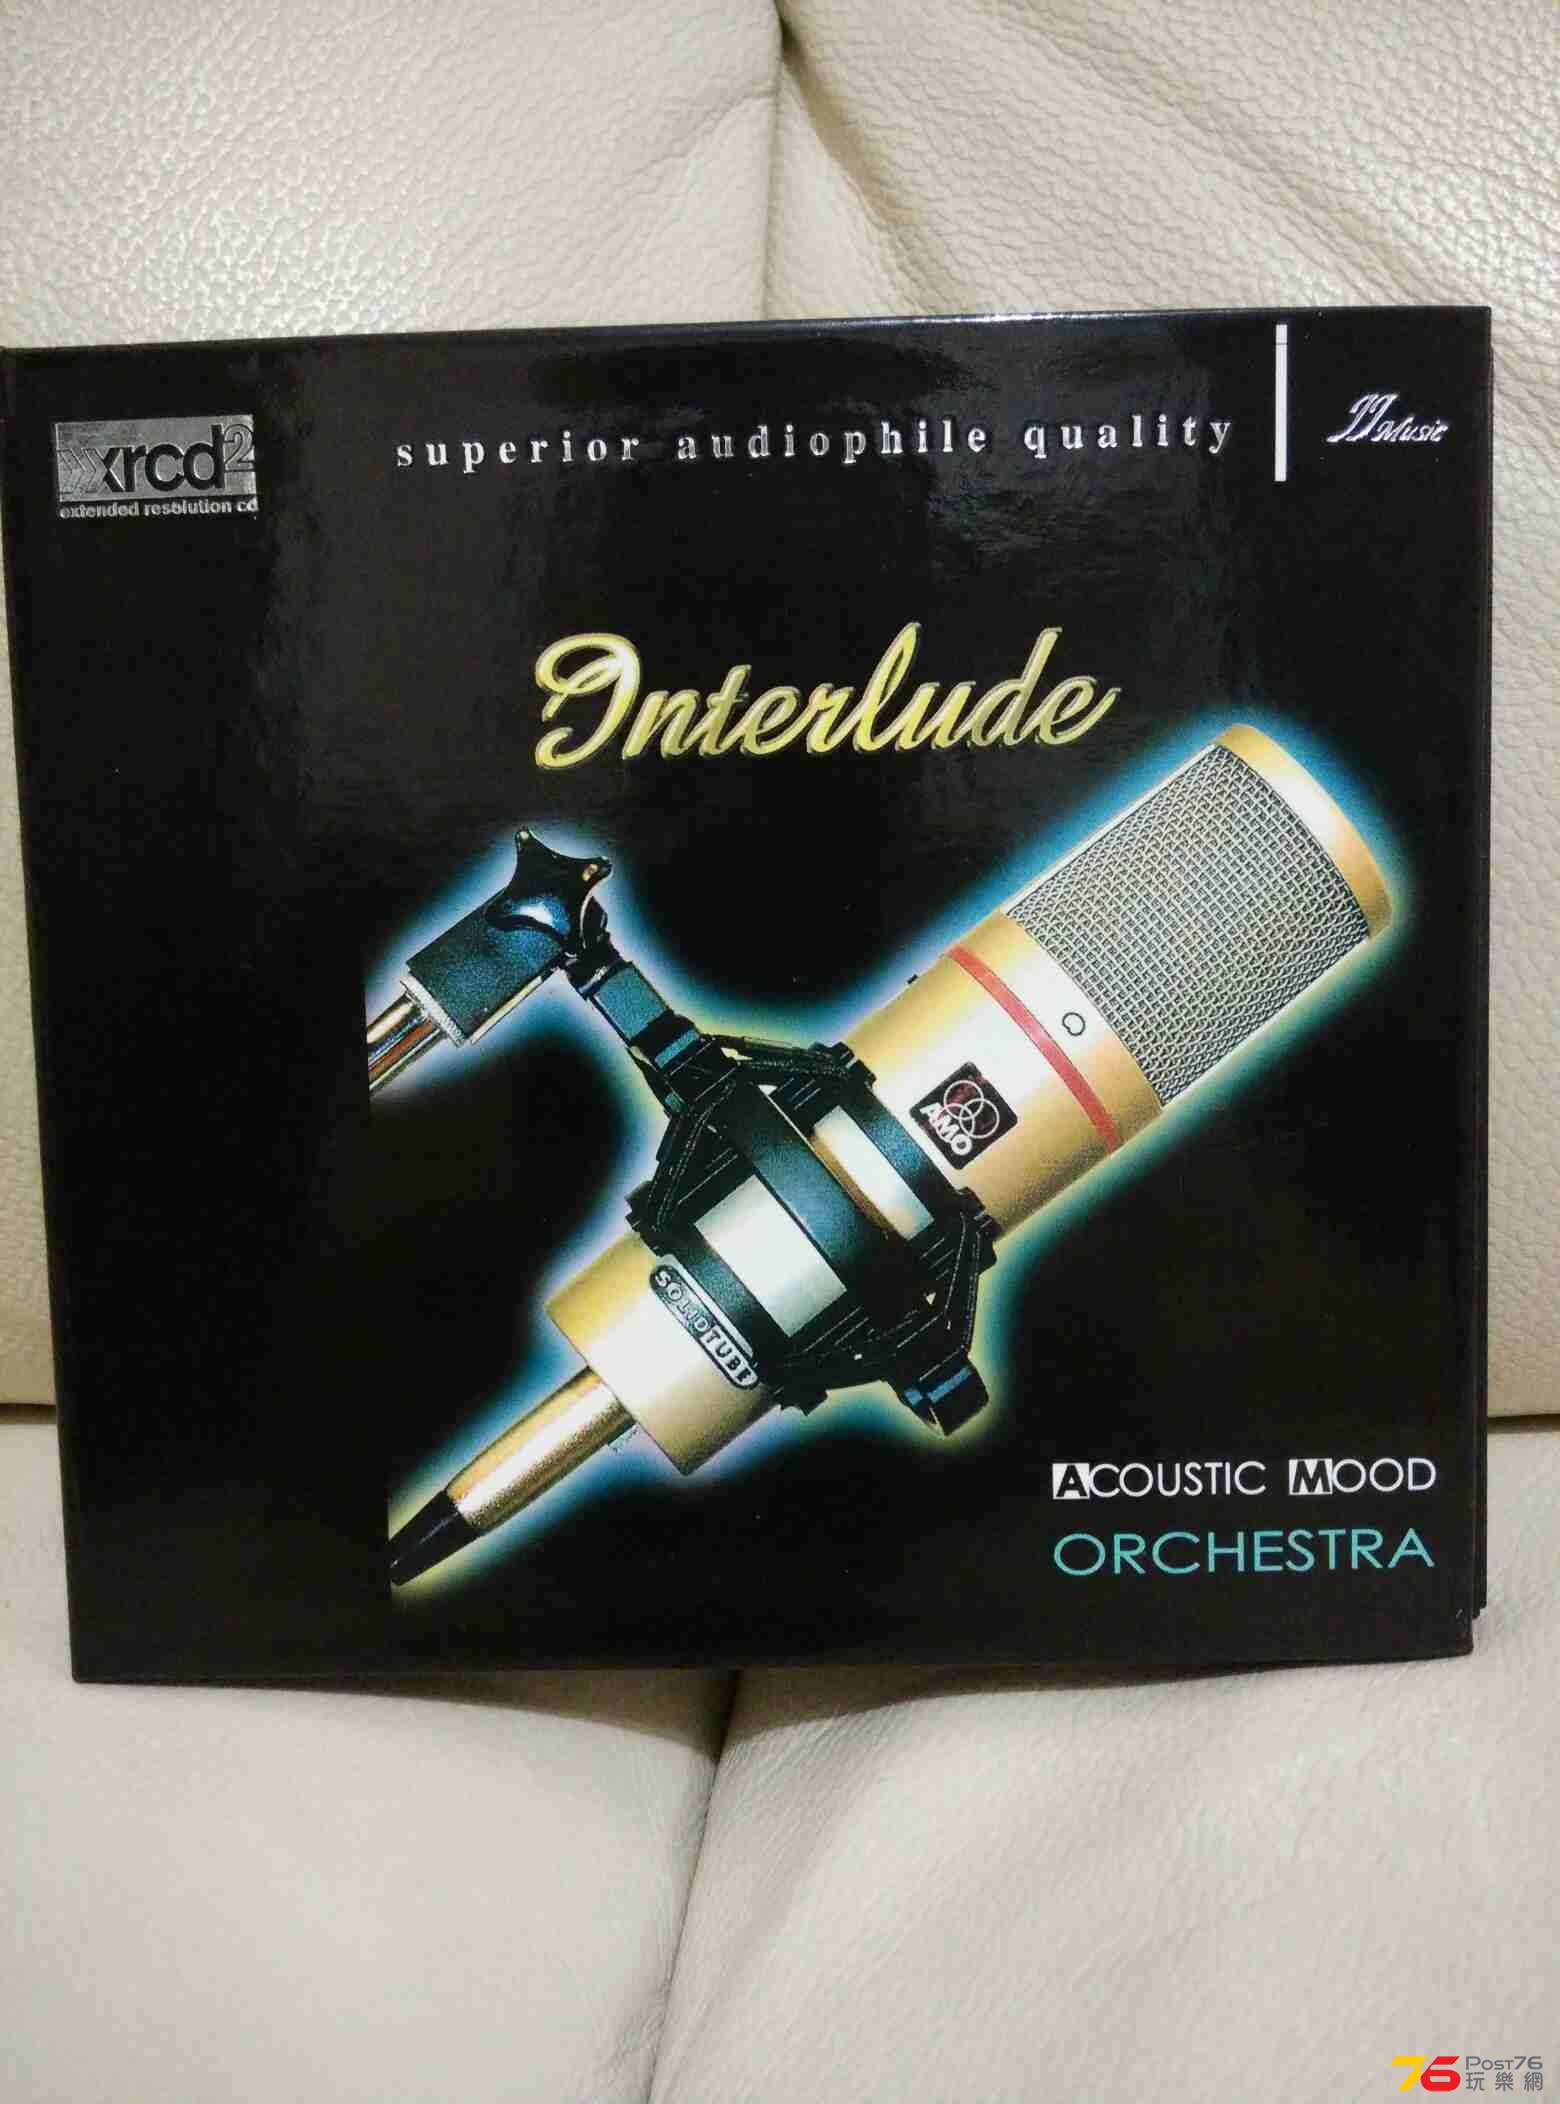 xrcd2
extended resolution cd
superior audiophile quality
JJ Music
Interlude
AMO
SOLIDTUBE
ACOUSTIC MOOD
ORCHESTRA
76 POST76
玩樂網